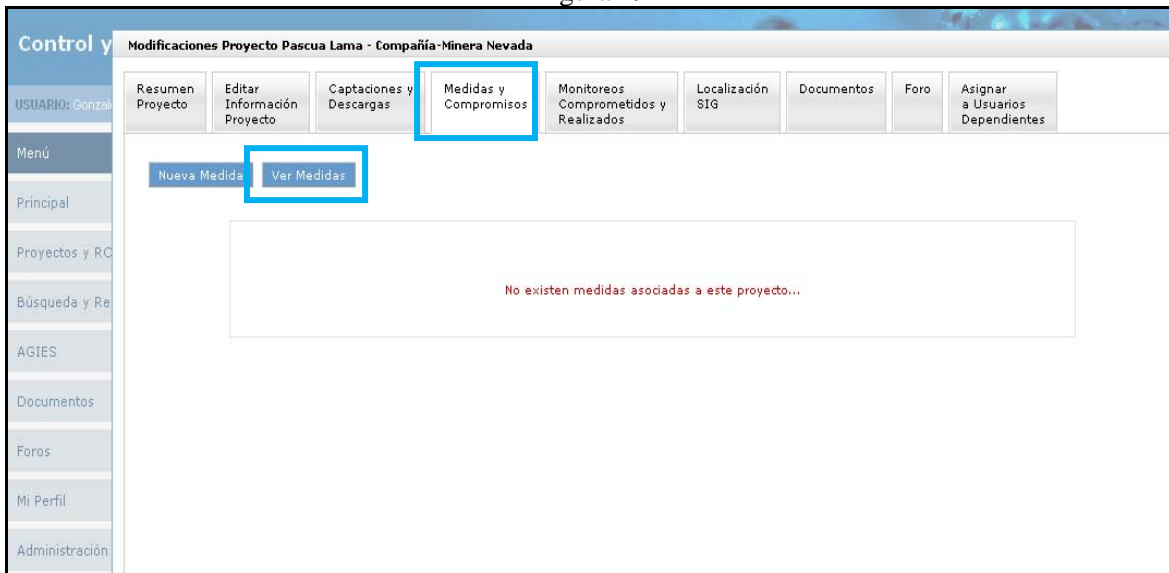 Control y
Modificaciones Proyecto Pascua Lama - Compañía-Minera Nevada
USUARIO: Gonzal
Resumen
Proyecto
Editar
Información
Proyecto
Captaciones y
Descargas
Medidas y
Compromisos
Monitoreos
Comprometidos y
Realizados
Localización
SIG
Documentos
Foro
Asignar
a Usuarios
Dependientes
Menú
Principal
Proyectos y RC
Búsqueda y Re
AGIES
Documentos
Foros
Mi Perfil
Administración
Nueva Medida
Ver Medidas
No existen medidas asociadas a este proyecto...